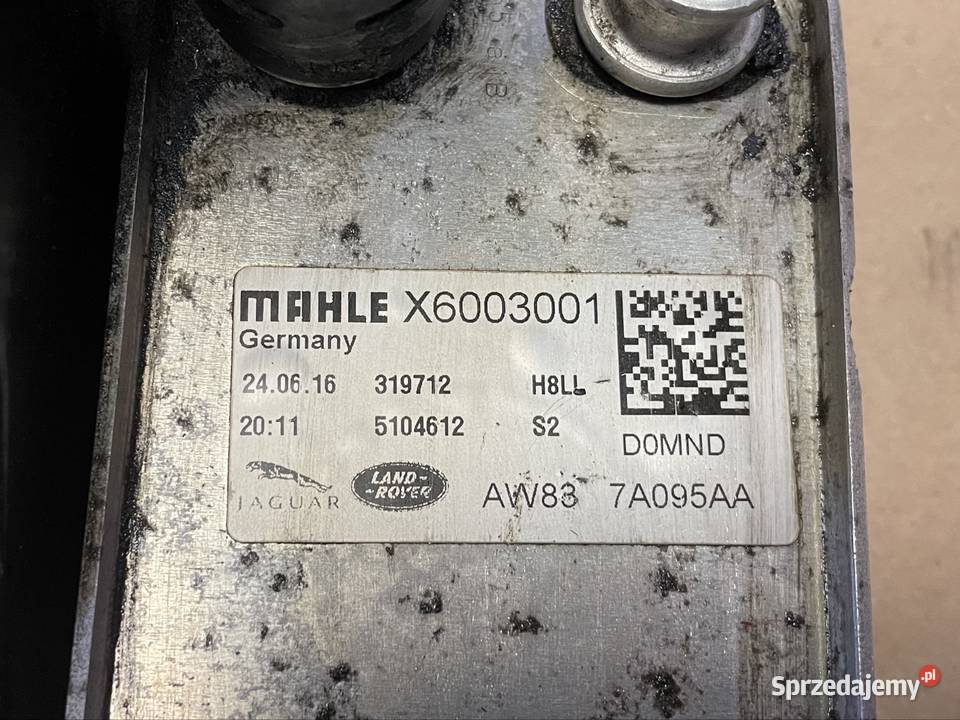 MAHLE X6003001
Germany
24.06.16 319712 H8LL
20:11 5104612 S2
D0MND
JAGUAR LAND-ROVER AW83 7A095AA
Sprzedajemy.pl